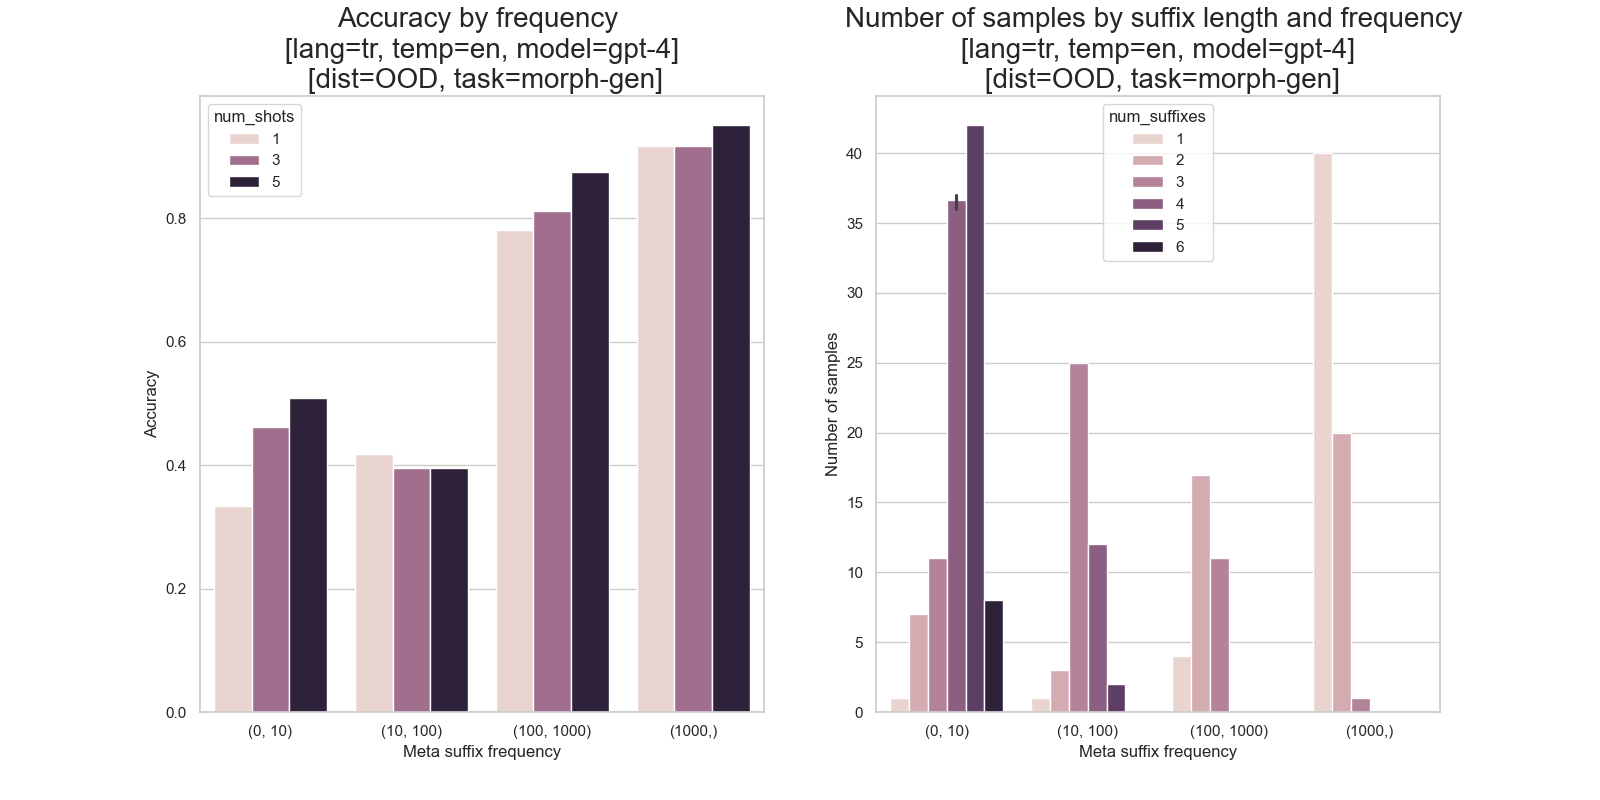 Accuracy by frequency
[lang=tr, temp=en, model=gpt-4]
[dist=OOD, task=morph-gen]
num_shots
1
3
5
0.8
0.6
0.4
0.2
0.0
Accuracy
(0, 10)
(10, 100)
(100, 1000)
(1000,)
Meta suffix frequency
Number of samples by suffix length and frequency
[lang=tr, temp=en, model=gpt-4]
[dist=OOD, task=morph-gen]
num_suffixes
1
2
3
4
5
6
40
35
30
25
20
15
10
5
0
Number of samples
(0, 10)
(10, 100)
(100, 1000)
(1000,)
Meta suffix frequency